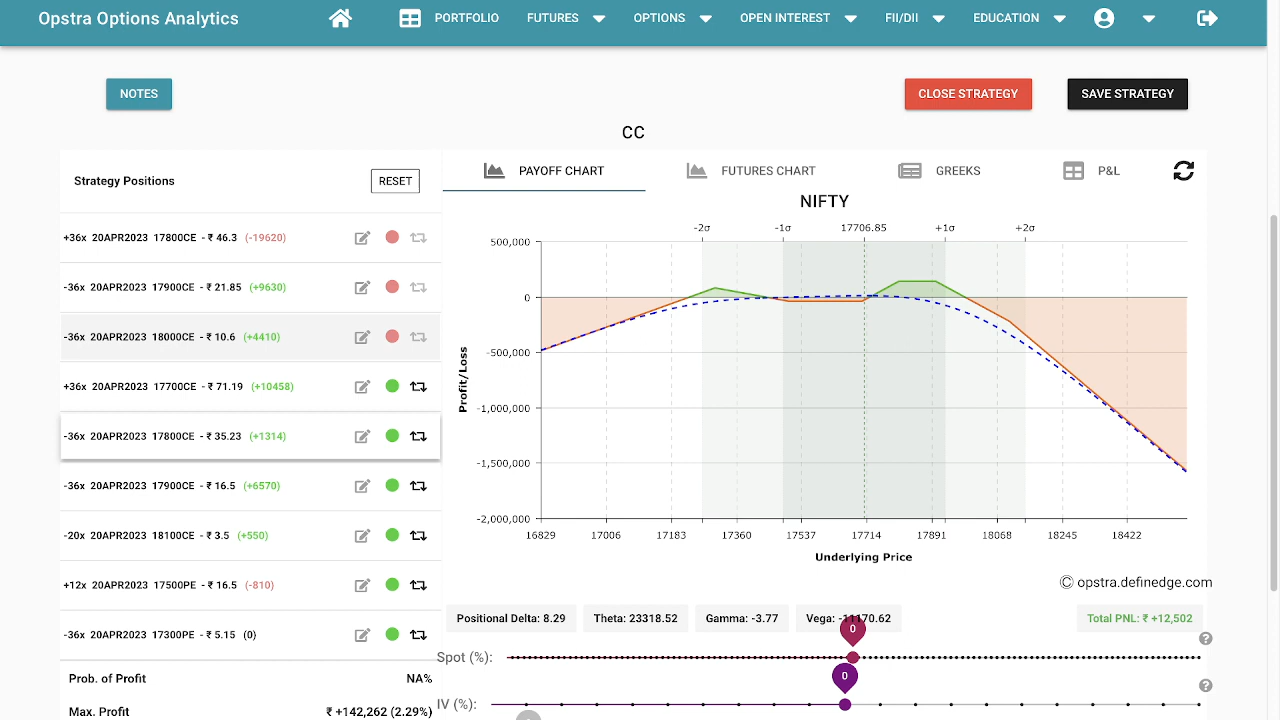 Opstra Options Analytics PORTFOLIO FUTURES OPTIONS OPEN INTEREST FII/DII EDUCATION
NOTES CLOSE STRATEGY SAVE STRATEGY
CC
Strategy Positions RESET
+36x 20APR2023 17800CE - ₹ 46.3 (-19620)
-36x 20APR2023 17900CE - ₹ 21.85 (+9630)
-36x 20APR2023 18000CE - ₹ 10.6 (+4410)
+36x 20APR2023 17700CE - ₹ 71.19 (+10458)
-36x 20APR2023 17800CE - ₹ 35.23 (+1314)
-36x 20APR2023 17900CE - ₹ 16.5 (+6570)
-20x 20APR2023 18100CE - ₹ 3.5 (+550)
+12x 20APR2023 17500PE - ₹ 16.5 (-810)
-36x 20APR2023 17300PE - ₹ 5.15 (0)
Prob. of Profit NA%
Max. Profit ₹ +142,262 (2.29%)
PAYOFF CHART FUTURES CHART GREEKS P&L
NIFTY
-2σ -1σ 17706.85 +1σ +2σ
500,000
0
-500,000
-1,000,000
-1,500,000
-2,000,000
Profit/Loss
16829 17006 17183 17360 17537 17714 17891 18068 18245 18422
Underlying Price
© opstra.definedge.com
Positional Delta: 8.29 Theta: 23318.52 Gamma: -3.77 Vega: -11170.62 Total PNL: ₹ +12,502
0
?
Spot (%):
0
?
IV (%):